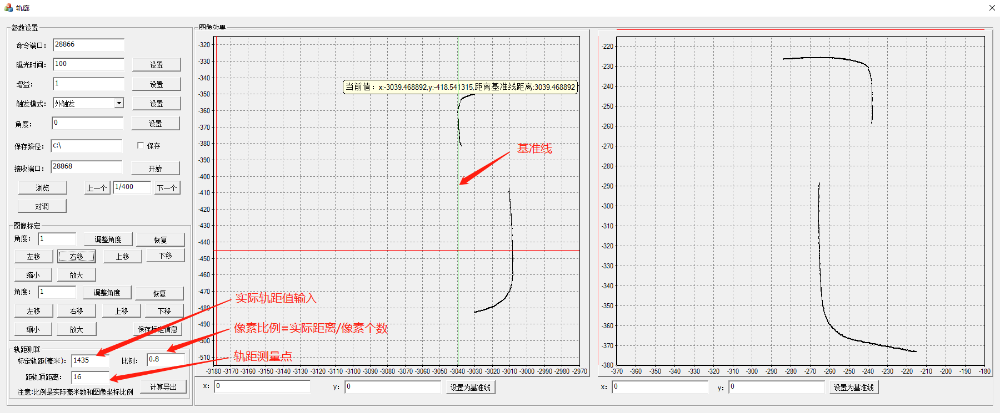 轨廓
参数设置
命令端口：
28866
曝光时间：
100
设置
增益：
1
设置
触发模式：
外触发
设置
角度：
0
设置
保存路径：
c:\
保存
接收端口：
28868
开始
浏览
上一个
1/400
下一个
对调
图像标定
角度：
1
调整角度
恢复
左移
右移
上移
下移
缩小
放大
角度：
1
调整角度
恢复
左移
右移
上移
下移
缩小
放大
保存标定信息
轨距测算
标定轨距(毫米)：
1435
比例：
0.8
距轨顶距离：
16
计算导出
注意:比例是实际毫米数和图像坐标比例
图像效果
-320
-330
-340
-350
-360
-370
-380
-390
-400
-410
-420
-430
-440
-450
-460
-470
-480
-490
-500
-510
-3180 -3170 -3160 -3150 -3140 -3130 -3120 -3110 -3100 -3090 -3080 -3070 -3060 -3050 -3040 -3030 -3020 -3010 -3000 -2990 -2980 -2970
当前值：x:-3039.468892,y:-418.541315,距离基准线距离:3039.468892
基准线
实际轨距值输入
像素比例=实际距离/像素个数
轨距测量点
x:
0
y:
0
设置为基准线
-220
-230
-240
-250
-260
-270
-280
-290
-300
-310
-320
-330
-340
-350
-360
-370
-380
-370 -360 -350 -340 -330 -320 -310 -300 -290 -280 -270 -260 -250 -240 -230 -220 -210 -200 -190 -180
x:
0
y:
0
设置为基准线